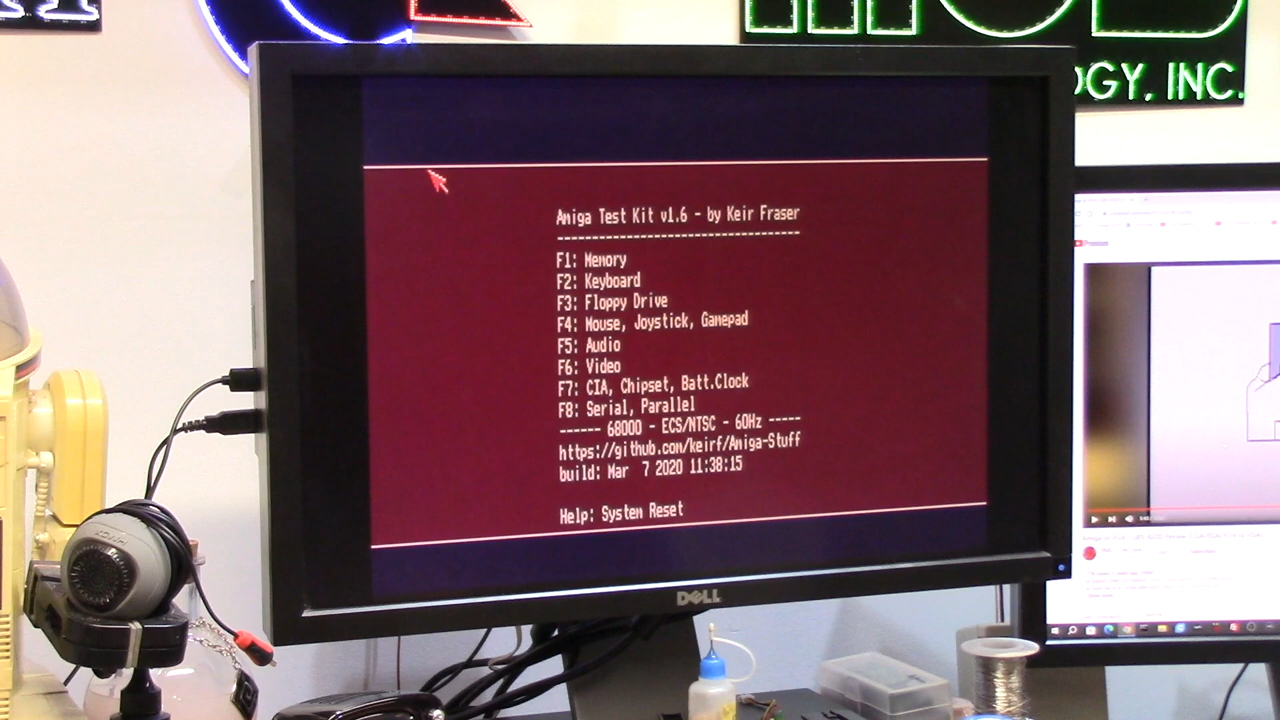 OGY, INC.
Amiga Test Kit v1.6 - by Keir Fraser
-----------------------------------
F1: Memory
F2: Keyboard
F3: Floppy Drive
F4: Mouse, Joystick, Gamepad
F5: Audio
F6: Video
F7: CIA, Chipset, Batt.Clock
F8: Serial, Parallel
------ 68000 - ECS/NTSC - 60Hz -----
https://github.com/keirf/Amiga-Stuff
build: Mar  7 2020 11:38:15
Help: System Reset
DELL